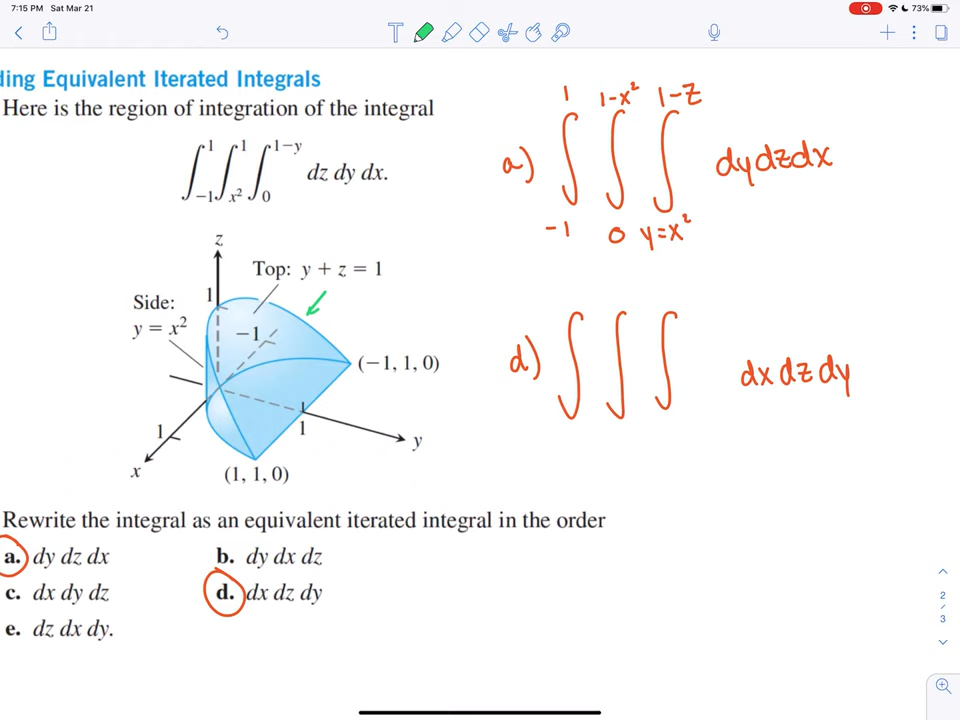 7:15 PM Sat Mar 21
73%
ding Equivalent Iterated Integrals
Here is the region of integration of the integral
∫_{-1}^{1} ∫_{x²}^{1} ∫_{0}^{1-y} dz dy dx.
z
Top: y + z = 1
1
Side:
y = x²
-1
(-1, 1, 0)
1
1
y
x
(1, 1, 0)
a) ∫_{-1}^{1} ∫_{0}^{1-x²} ∫_{y=x²}^{1-z} dydzdx
d) ∫ ∫ ∫ dx dz dy
Rewrite the integral as an equivalent iterated integral in the order
a. dy dz dx b. dy dx dz
c. dx dy dz d. dx dz dy
e. dz dx dy.
2
/
3
T